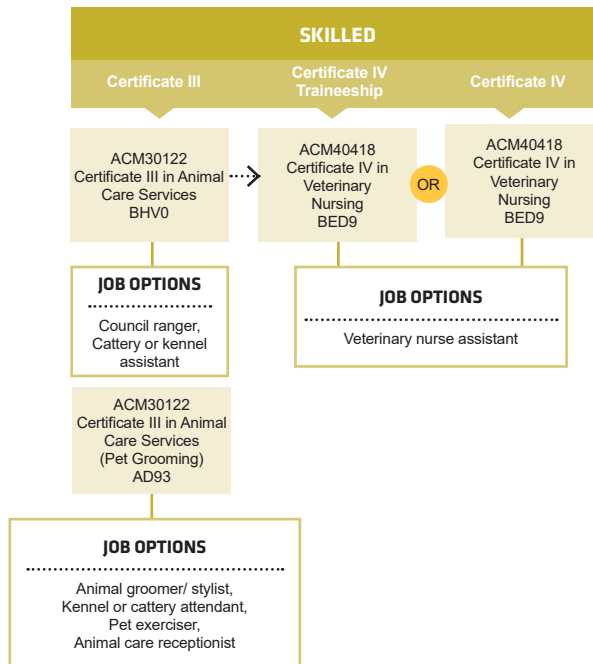 SKILLED
Certificate III
Certificate IV
Traineeship
Certificate IV
ACM30122
Certificate III in Animal
Care Services
BHV0
ACM40418
Certificate IV in
Veterinary
Nursing
BED9
OR
ACM40418
Certificate IV in
Veterinary
Nursing
BED9
JOB OPTIONS
Council ranger,
Cattery or kennel
assistant
JOB OPTIONS
Veterinary nurse assistant
ACM30122
Certificate III in Animal
Care Services
(Pet Grooming)
AD93
JOB OPTIONS
Animal groomer/ stylist,
Kennel or cattery attendant,
Pet exerciser,
Animal care receptionist